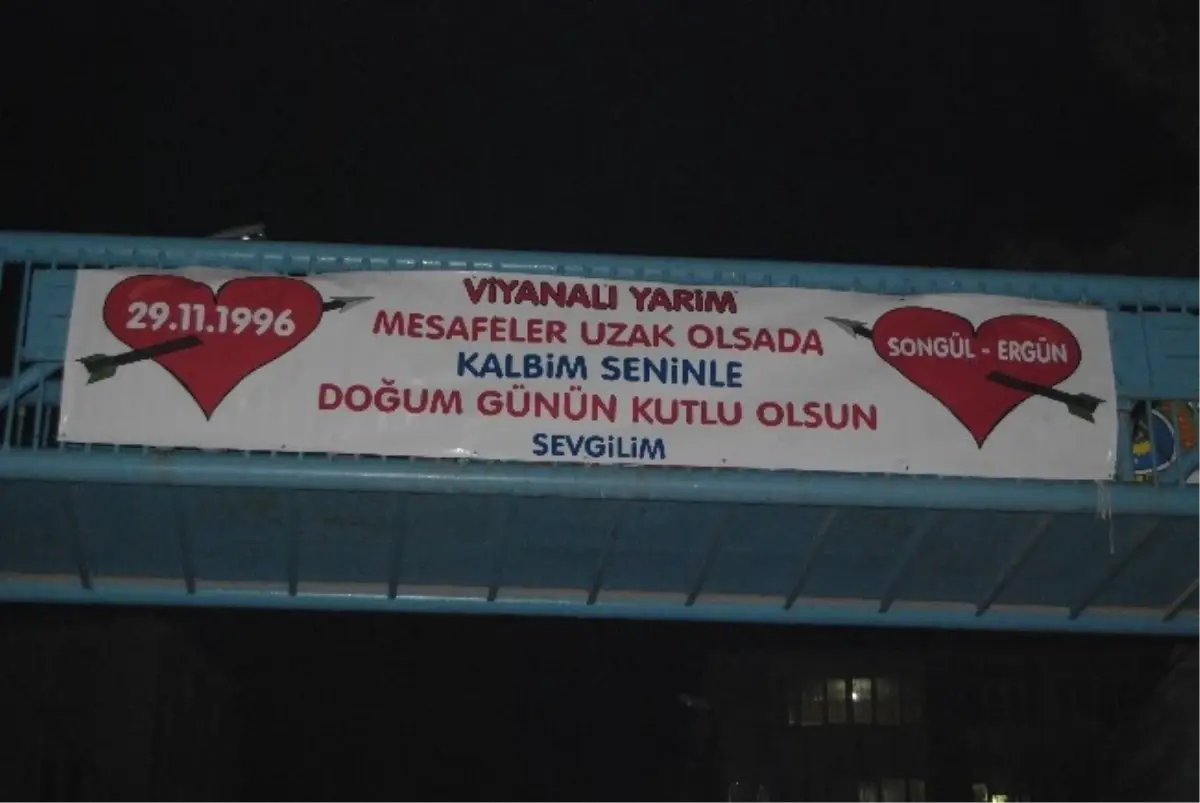 29.11.1996
VİYANALI YARİM
MESAFELER UZAK OLSADA
KALBİM SENİNLE
DOĞUM GÜNÜN KUTLU OLSUN
SEVGİLİM
SONGÜL - ERGÜN